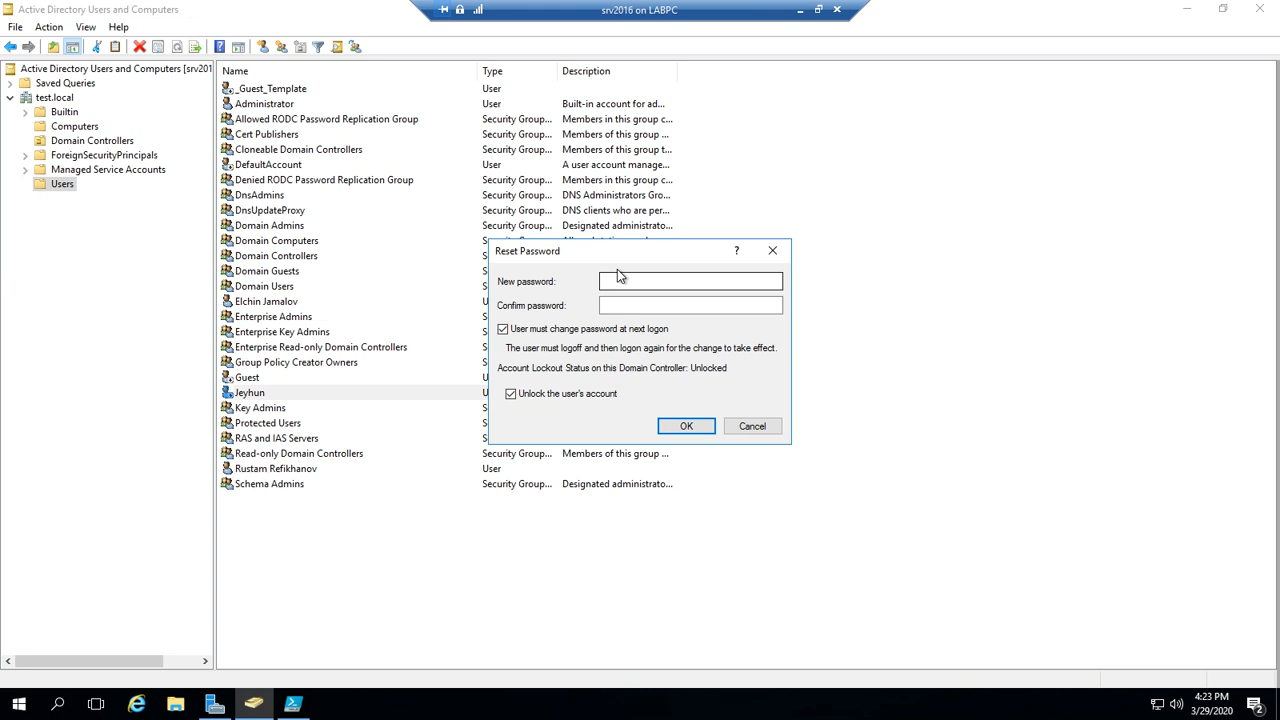 Active Directory Users and Computers
srv2016 on LABPC
File Action View Help
Active Directory Users and Computers [srv201
Saved Queries
test.local
Builtin
Computers
Domain Controllers
ForeignSecurityPrincipals
Managed Service Accounts
Users
Name Type Description
_Guest_Template User
Administrator User Built-in account for ad...
Allowed RODC Password Replication Group Security Group... Members in this group c...
Cert Publishers Security Group... Members of this group ...
Cloneable Domain Controllers Security Group... Members of this group t...
DefaultAccount User A user account manage...
Denied RODC Password Replication Group Security Group... Members in this group c...
DnsAdmins Security Group... DNS Administrators Gro...
DnsUpdateProxy Security Group... DNS clients who are per...
Domain Admins Security Group... Designated administrato...
Domain Computers
Domain Controllers
Domain Guests
Domain Users
Elchin Jamalov
Enterprise Admins
Enterprise Key Admins
Enterprise Read-only Domain Controllers
Group Policy Creator Owners
Guest
Jeyhun
Key Admins
Protected Users
RAS and IAS Servers
Read-only Domain Controllers Security Group... Members of this group ...
Rustam Refikhanov User
Schema Admins Security Group... Designated administrato...
Reset Password ?
New password:
Confirm password:
User must change password at next logon
The user must logoff and then logon again for the change to take effect.
Account Lockout Status on this Domain Controller: Unlocked
Unlock the user's account
OK Cancel
4:23 PM
3/29/2020
2